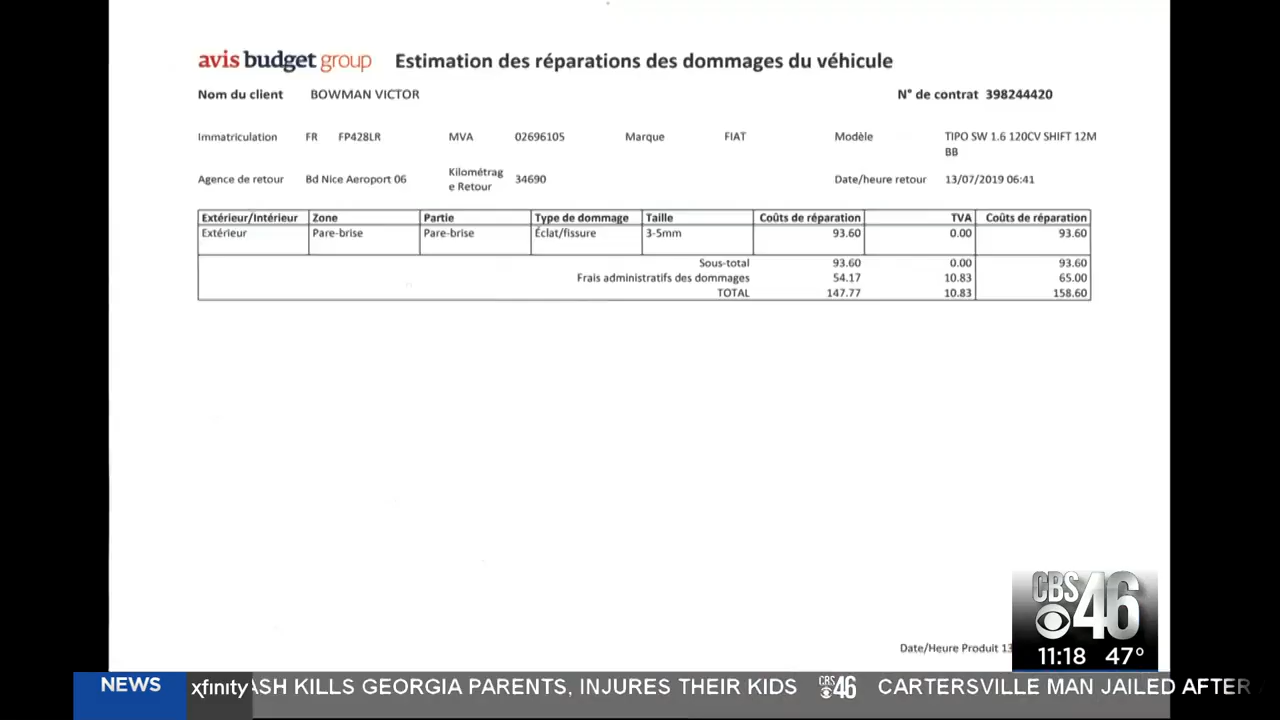 avis budget group Estimation des réparations des dommages du véhicule
Nom du client BOWMAN VICTOR N° de contrat 398244420
Immatriculation FR FP428LR MVA 02696105 Marque FIAT Modèle TIPO SW 1.6 120CV SHIFT 12M
BB
Agence de retour Bd Nice Aeroport 06 Kilométrag
e Retour 34690 Date/heure retour 13/07/2019 06:41
Extérieur/Intérieur Zone Partie Type de dommage Taille Coûts de réparation TVA Coûts de réparation
Extérieur Pare-brise Pare-brise Éclat/fissure 3-5mm 93.60 0.00 93.60
Sous-total 93.60 0.00 93.60
Frais administratifs des dommages 54.17 10.83 65.00
TOTAL 147.77 10.83 158.60
Date/Heure Produit 13
CBS 46
11:18 47°
NEWS xfinity ASH KILLS GEORGIA PARENTS, INJURES THEIR KIDS CBS 46 CARTERSVILLE MAN JAILED AFTER